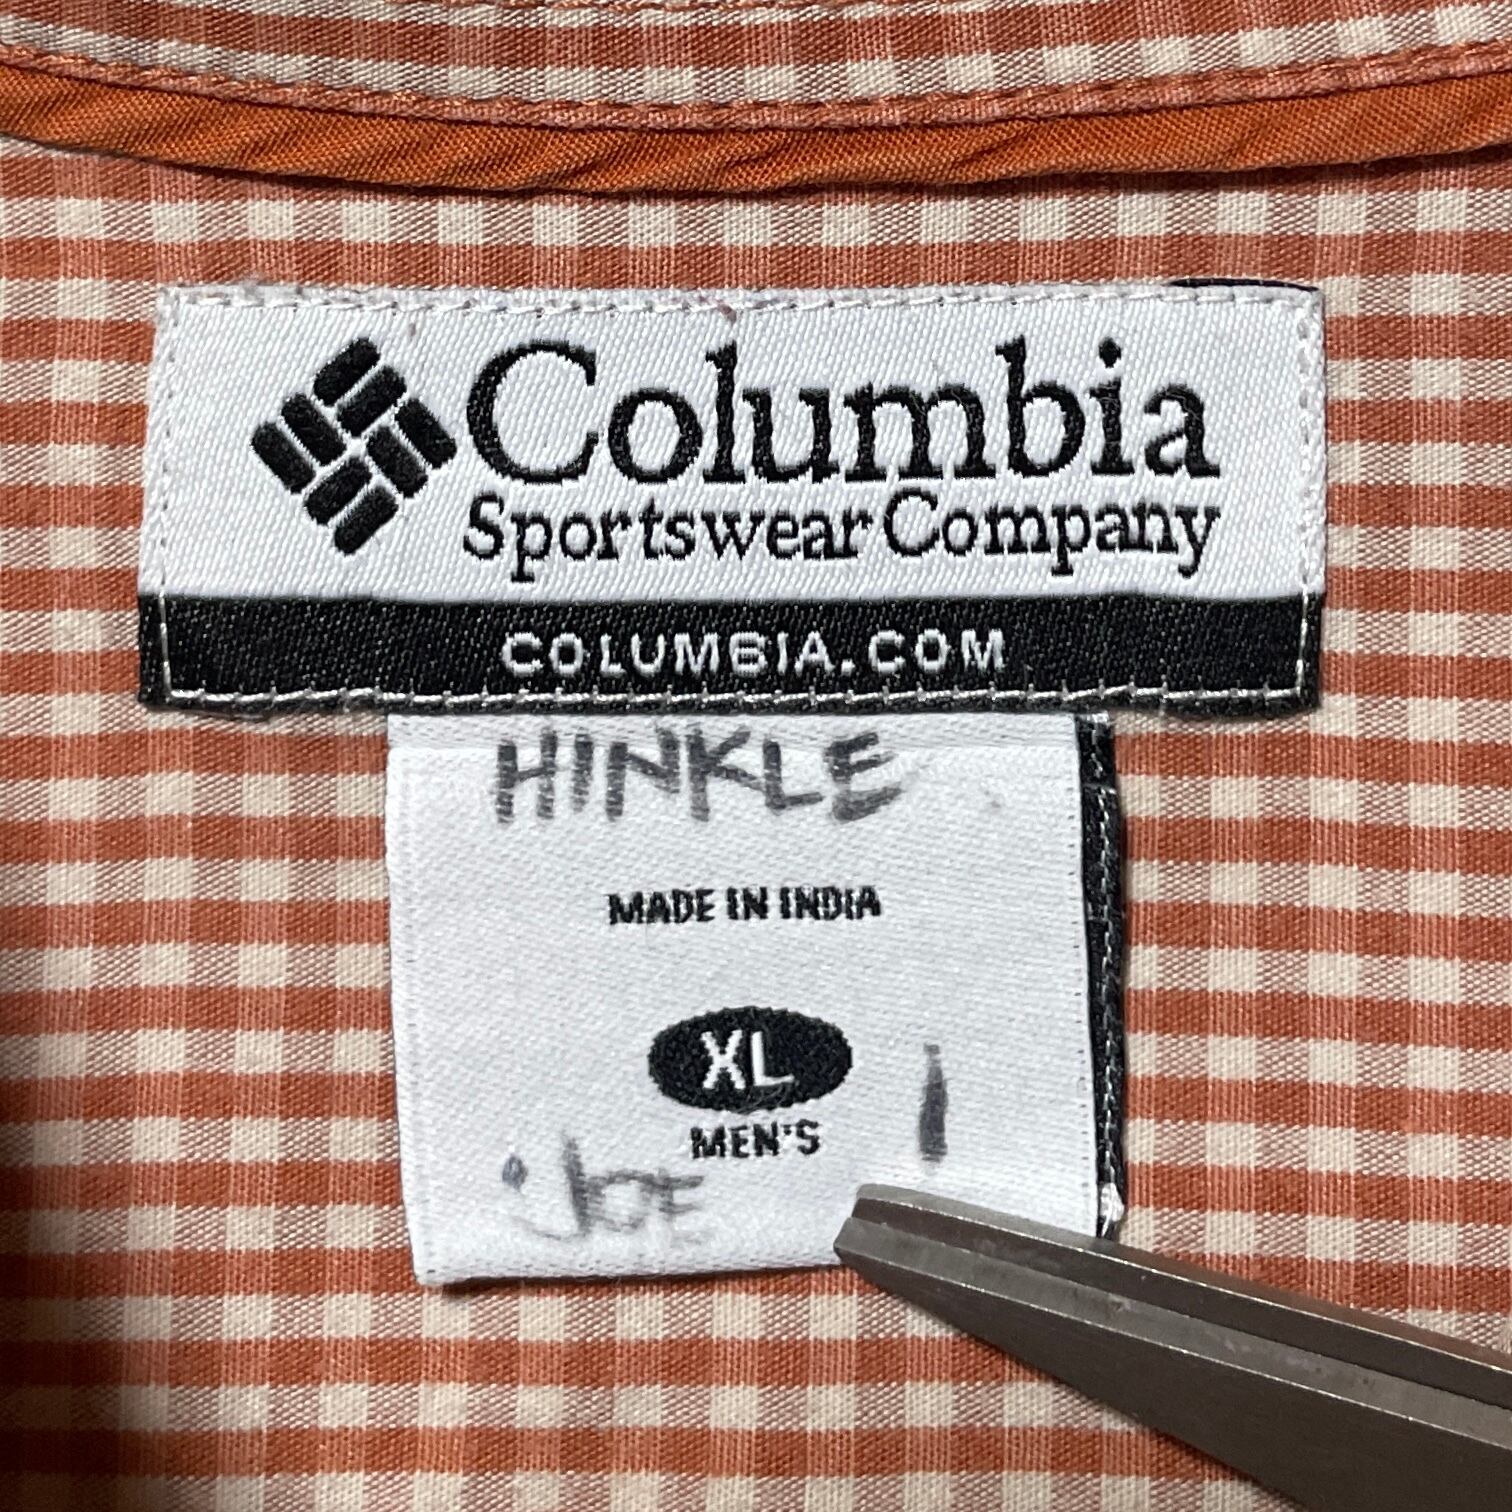 Columbia
Sportswear Company
COLUMBIA.COM
HINKLE
MADE IN INDIA
XL
MEN'S
JOE